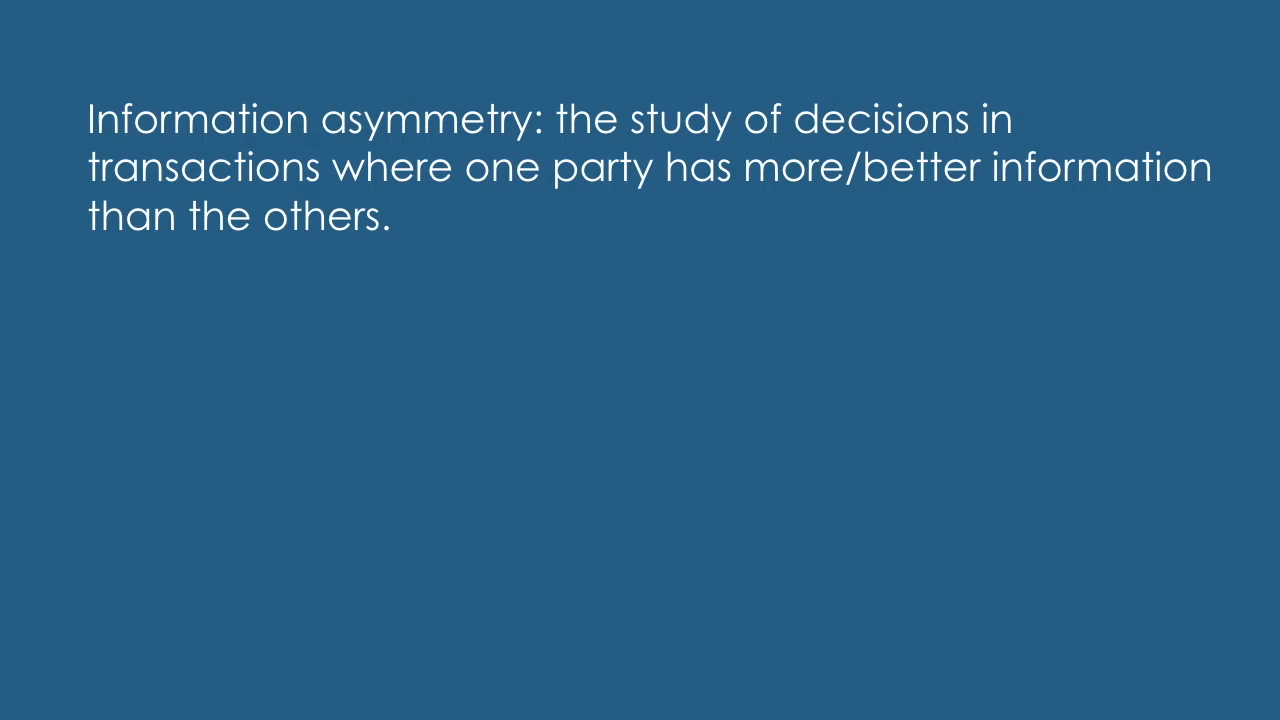 Information asymmetry: the study of decisions in
transactions where one party has more/better information
than the others.